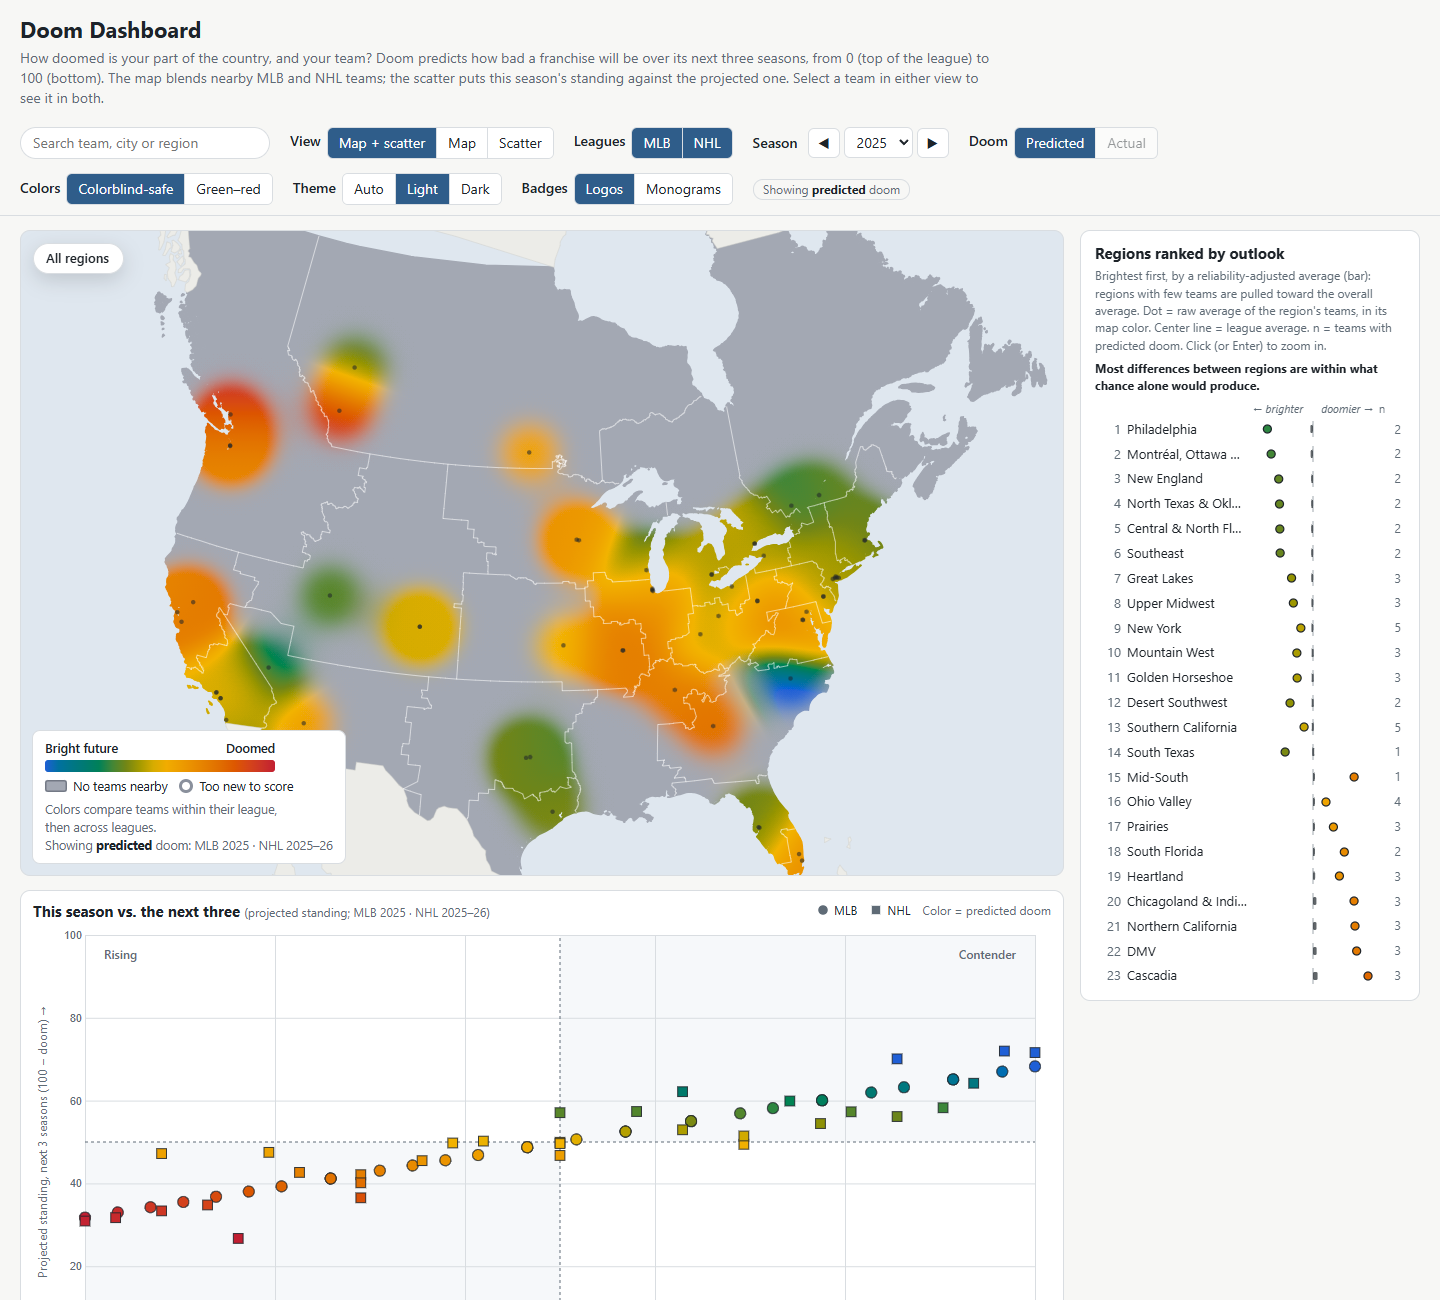 Doom Dashboard
How doomed is your part of the country, and your team? Doom predicts how bad a franchise will be over its next three seasons, from 0 (top of the league) to
100 (bottom). The map blends nearby MLB and NHL teams; the scatter puts this season's standing against the projected one. Select a team in either view to
see it in both.
Search team, city or region
View
Map + scatter
Map
Scatter
Leagues
MLB
NHL
Season
◀
2025
▶
Doom
Predicted
Actual
Colors
Colorblind-safe
Green–red
Theme
Auto
Light
Dark
Badges
Logos
Monograms
Showing predicted doom
All regions
Bright future
Doomed
No teams nearby
Too new to score
Colors compare teams within their league,
then across leagues.
Showing predicted doom: MLB 2025 · NHL 2025–26
Regions ranked by outlook
Brightest first, by a reliability-adjusted average (bar):
regions with few teams are pulled toward the overall
average. Dot = raw average of the region's teams, in its
map color. Center line = league average. n = teams with
predicted doom. Click (or Enter) to zoom in.
Most differences between regions are within what
chance alone would produce.
← brighter doomier → n
1 Philadelphia 2
2 Montréal, Ottawa ... 2
3 New England 2
4 North Texas & Okl... 2
5 Central & North Fl... 2
6 Southeast 2
7 Great Lakes 3
8 Upper Midwest 3
9 New York 5
10 Mountain West 3
11 Golden Horseshoe 3
12 Desert Southwest 2
13 Southern California 5
14 South Texas 1
15 Mid-South 1
16 Ohio Valley 4
17 Prairies 3
18 South Florida 2
19 Heartland 3
20 Chicagoland & Indi... 3
21 Northern California 3
22 DMV 3
23 Cascadia 3
This season vs. the next three (projected standing; MLB 2025 · NHL 2025–26)
MLB
NHL
Color = predicted doom
Rising
Contender
100
80
60
40
20
Projected standing, next 3 seasons (100 − doom) →